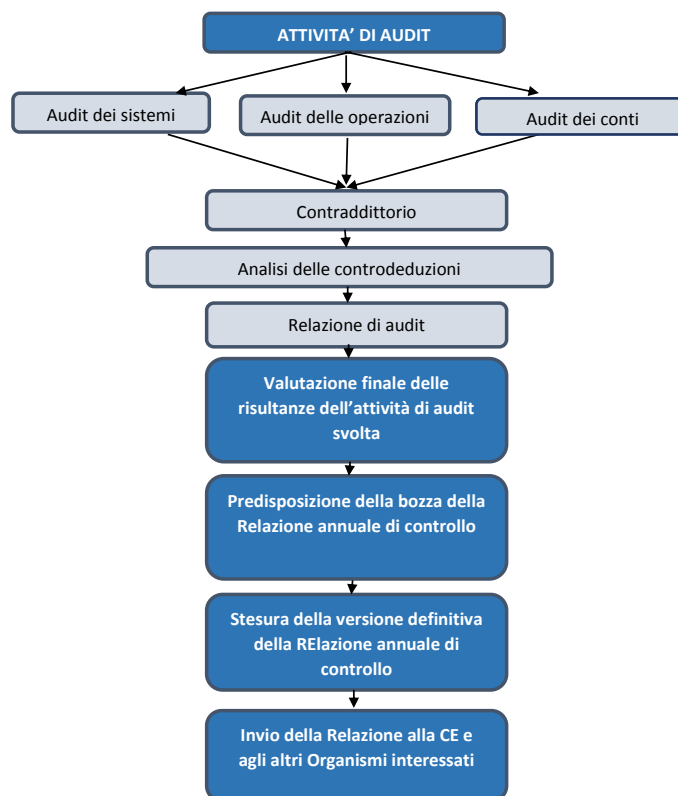 ATTIVITA’ DI AUDIT
Audit dei sistemi
Audit delle operazioni
Audit dei conti
Contraddittorio
Analisi delle controdeduzioni
Relazione di audit
Valutazione finale delle
risultanze dell’attività di audit
svolta
Predisposizione della bozza della
Relazione annuale di controllo
Stesura della versione definitiva
della RElazione annuale di
controllo
Invio della Relazione alla CE e
agli altri Organismi interessati